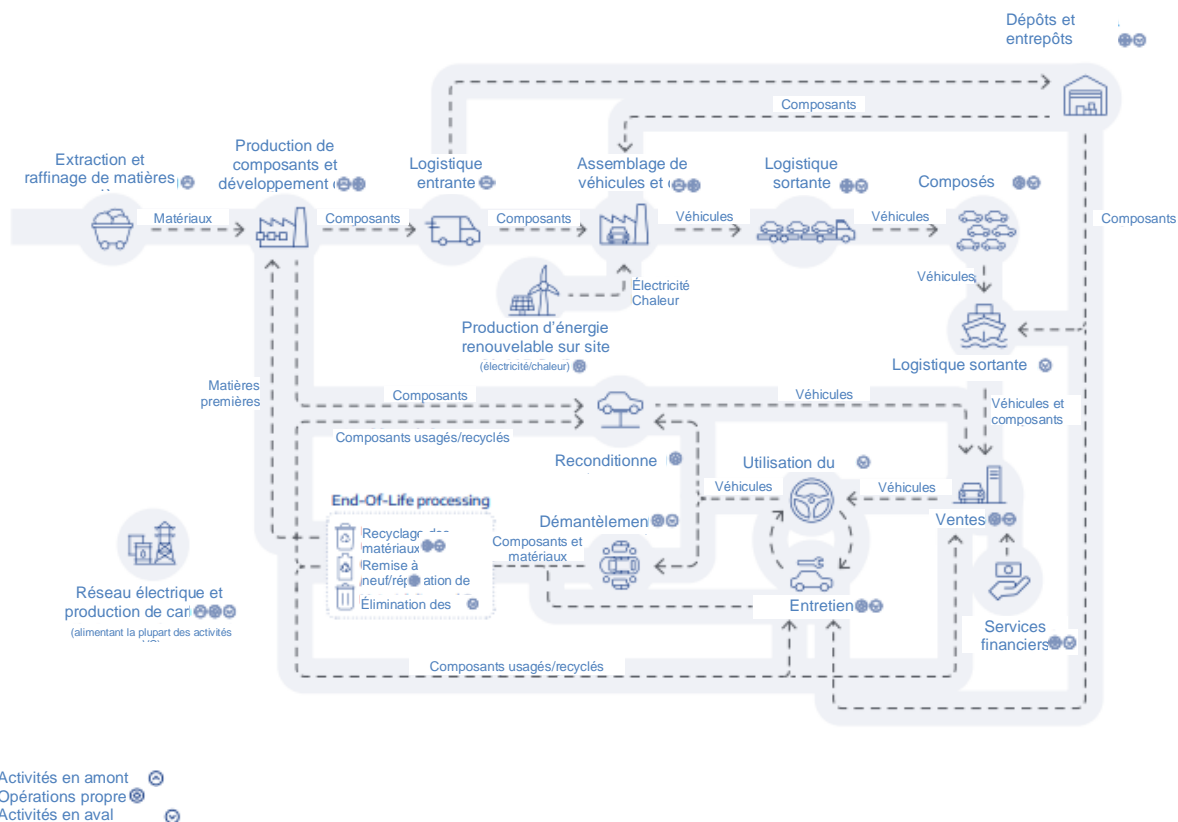 Dépôts et
entrepôts
Composants
Extraction et
raffinage de matières
Production de
composants et
développement
Logistique
entrante
Assemblage de
véhicules et
Logistique
sortante
Composés
Matériaux
Composants
Composants
Véhicules
Véhicules
Composants
Véhicules
Électricité
Chaleur
Production d'énergie
renouvelable sur site
(électricité/chaleur)
Logistique sortante
Matières
premières
Composants
Véhicules
Véhicules et
composants
Composants usagés/recyclés
Reconditionne
Utilisation du
Véhicules
Véhicules
End-Of-Life processing
Ventes
Démantèlemen
Recyclage des
matériaux
Composants et
matériaux
Remise à
neuf/réparation de
Élimination des
Entretien
Réseau électrique et
production de car
(alimentant la plupart des activités
Services
financiers
Composants usagés/recyclés
Activités en amont
Opérations propre
Activités en aval